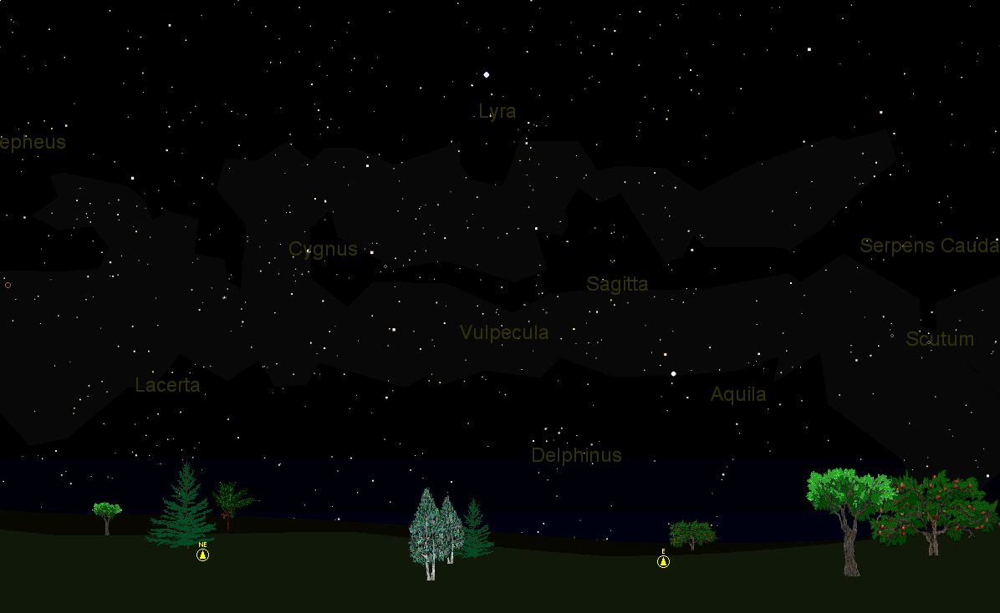 Lyra
epheus
Serpens Cauda
Cygnus
Sagitta
Vulpecula
Scutum
Lacerta
Aquila
Delphinus
NE
E